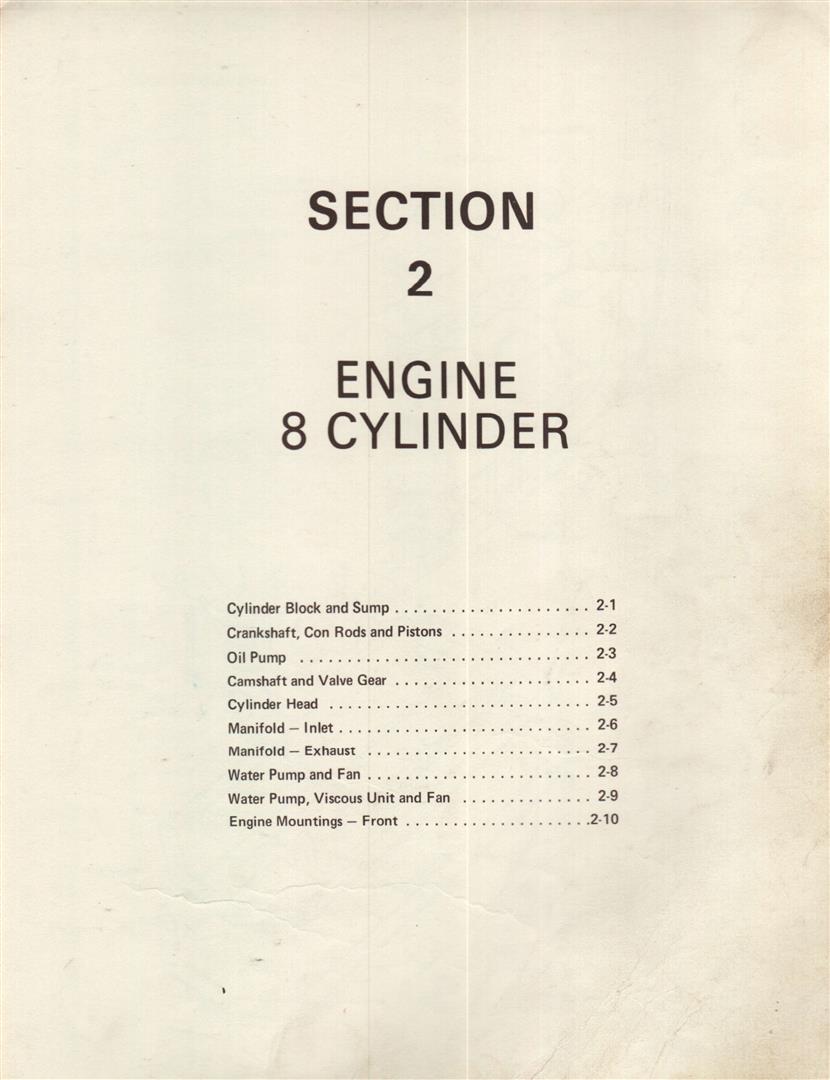 SECTION
2
ENGINE
8 CYLINDER
Cylinder Block and Sump . . . . . . . . . . . . . . . . . . . . . 2-1
Crankshaft, Con Rods and Pistons . . . . . . . . . . . . . . . 2-2
Oil Pump . . . . . . . . . . . . . . . . . . . . . . . . . . . . . . . 2-3
Camshaft and Valve Gear . . . . . . . . . . . . . . . . . . . . . 2-4
Cylinder Head . . . . . . . . . . . . . . . . . . . . . . . . . . . . 2-5
Manifold — Inlet . . . . . . . . . . . . . . . . . . . . . . . . . . . 2-6
Manifold — Exhaust . . . . . . . . . . . . . . . . . . . . . . . . 2-7
Water Pump and Fan . . . . . . . . . . . . . . . . . . . . . . . . 2-8
Water Pump, Viscous Unit and Fan . . . . . . . . . . . . . . 2-9
Engine Mountings — Front . . . . . . . . . . . . . . . . . . . .2-10